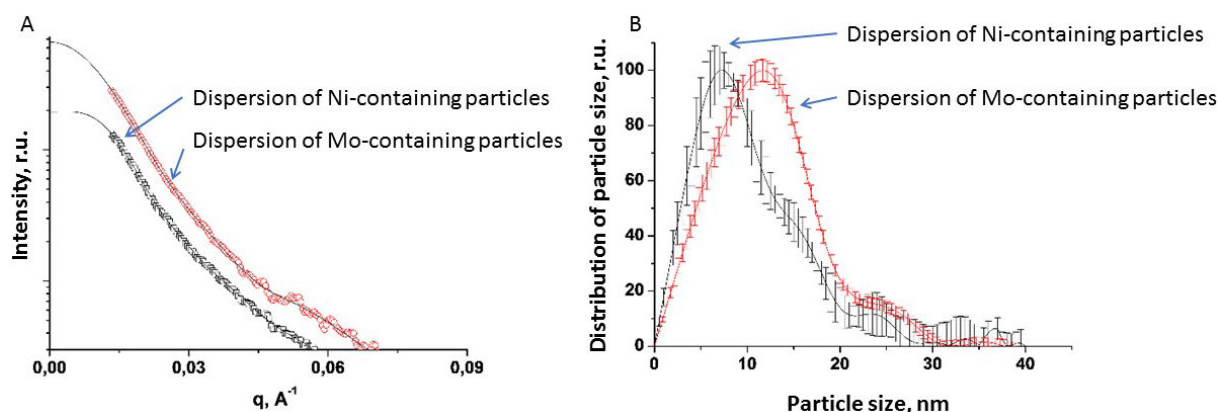 A
Dispersion of Ni-containing particles
Dispersion of Mo-containing particles
Intensity, r.u.
0,00
0,03
0,06
0,09
q, A⁻¹
B
Dispersion of Ni-containing particles
Dispersion of Mo-containing particles
Distribution of particle size, r.u.
100
80
60
40
20
0
0
10
20
30
40
Particle size, nm